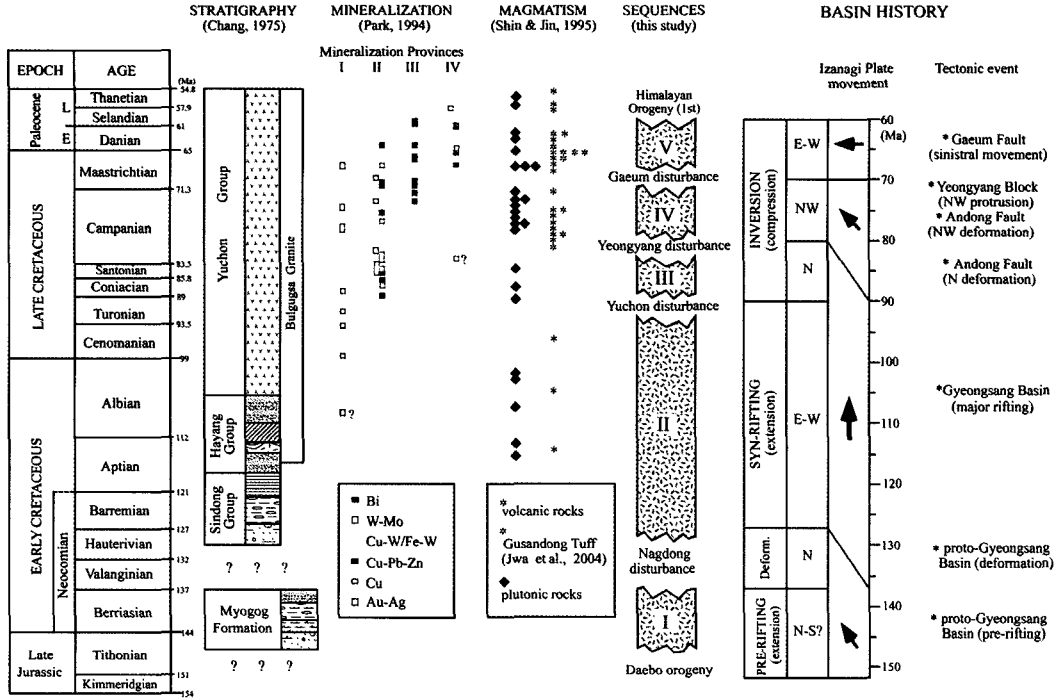 STRATIGRAPHY
(Chang, 1975)
MINERALIZATION
(Park, 1994)
MAGMATISM
(Shin & Jin, 1995)
SEQUENCES
(this study)
BASIN HISTORY
Mineralization Provinces
I II III IV
EPOCH
AGE
(Ma)
Izanagi Plate
movement
Tectonic event
Paleocene
L
E
LATE CRETACEOUS
EARLY CRETACEOUS
Neocomian
Late
Jurassic
Thanetian
Selandian
Danian
Maastrichtian
Campanian
Santonian
Coniacian
Turonian
Cenomanian
Albian
Aptian
Barremian
Hauterivian
Valanginian
Berriasian
Tithonian
Kimmeridgian
54.8
57.9
61
65
71.3
83.5
85.8
89
93.5
99
112
121
127
132
137
144
151
154
Yuchon Group
Bulgugsa Granite
Hayang
Group
Sindong
Group
? ? ?
Myogog
Formation
? ? ?
?
?
Bi
W-Mo
Cu-W/Fe-W
Cu-Pb-Zn
Cu
Au-Ag
volcanic rocks
Gusandong Tuff
(Jwa et al., 2004)
plutonic rocks
Himalayan
Orogeny (1st)
V
Gaeum disturbance
IV
Yeongyang disturbance
III
Yuchon disturbance
II
Nagdong
disturbance
I
Daebo orogeny
INVERSION
(compression)
SYN-RIFTING
(extension)
Deform.
PRE-RIFTING
(extension)
E-W
NW
N
E-W
N
N-S?
60
(Ma)
70
80
90
100
110
120
130
140
150
* Gaeum Fault
(sinistral movement)
* Yeongyang Block
(NW protrusion)
* Andong Fault
(NW deformation)
* Andong Fault
(N deformation)
*Gyeongsang Basin
(major rifting)
* proto-Gyeongsang
Basin (deformation)
* proto-Gyeongsang
Basin (pre-rifting)